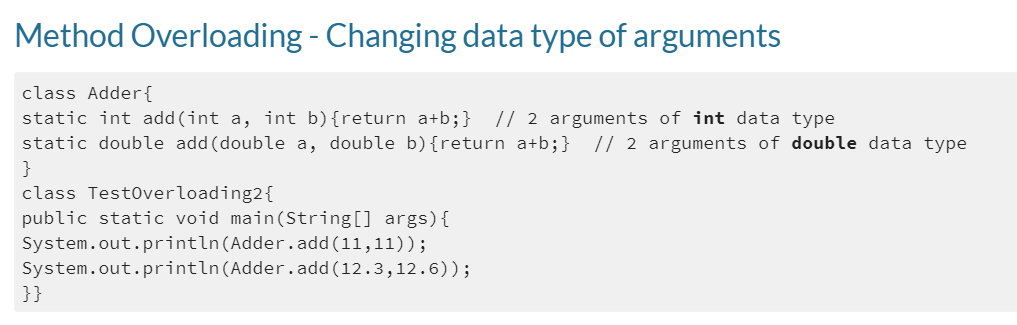 Method Overloading - Changing data type of arguments
class Adder{
static int add(int a, int b){return a+b;}  // 2 arguments of int data type
static double add(double a, double b){return a+b;}  // 2 arguments of double data type
}
class TestOverloading2{
public static void main(String[] args){
System.out.println(Adder.add(11,11));
System.out.println(Adder.add(12.3,12.6));
}}